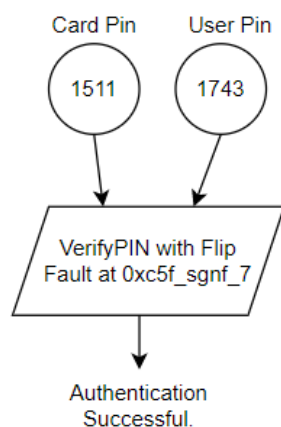 Card Pin User Pin
1511 1743
VerifyPIN with Flip
Fault at 0xc5f_sgnf_7
Authentication
Successful.